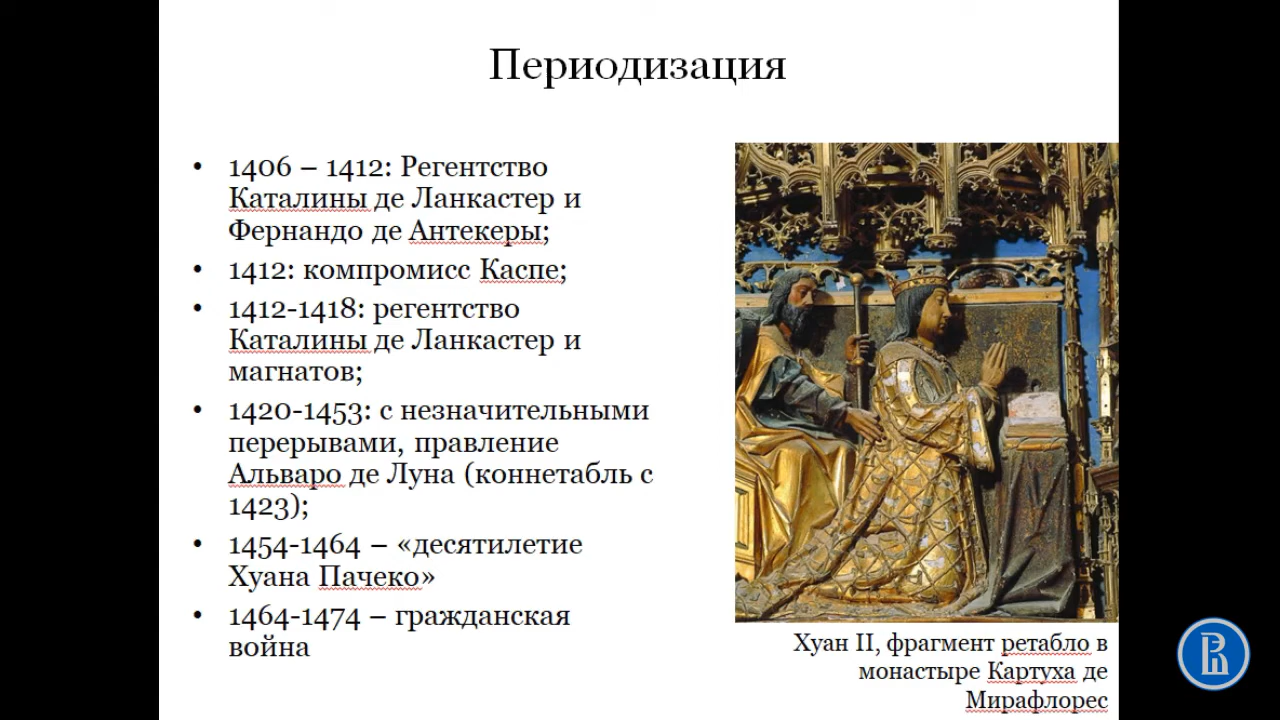 Периодизация
• 1406 – 1412: Регентство
Каталины де Ланкастер и
Фернандо де Антекеры;
• 1412: компромисс Каспе;
• 1412-1418: регентство
Каталины де Ланкастер и
магнатов;
• 1420-1453: с незначительными
перерывами, правление
Альваро де Луна (коннетабль с
1423);
• 1454-1464 – «десятилетие
Хуана Пачеко»
• 1464-1474 – гражданская
война
Хуан II, фрагмент ретабло в
монастыре Картуха де
Мирафлорес